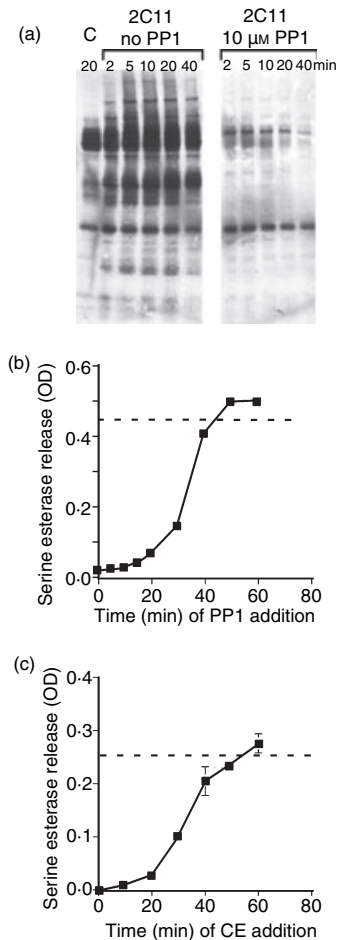 (a)
C
2C11
no PP1
2C11
10 μM PP1
20 2 5 10 20 40 2 5 10 20 40 min
(b)
Serine esterase release (OD)
0·6
0·4
0·2
0·0
0 20 40 60 80
Time (min) of PP1 addition
(c)
Serine esterase release (OD)
0·4
0·3
0·2
0·1
0·0
0 20 40 60 80
Time (min) of CE addition